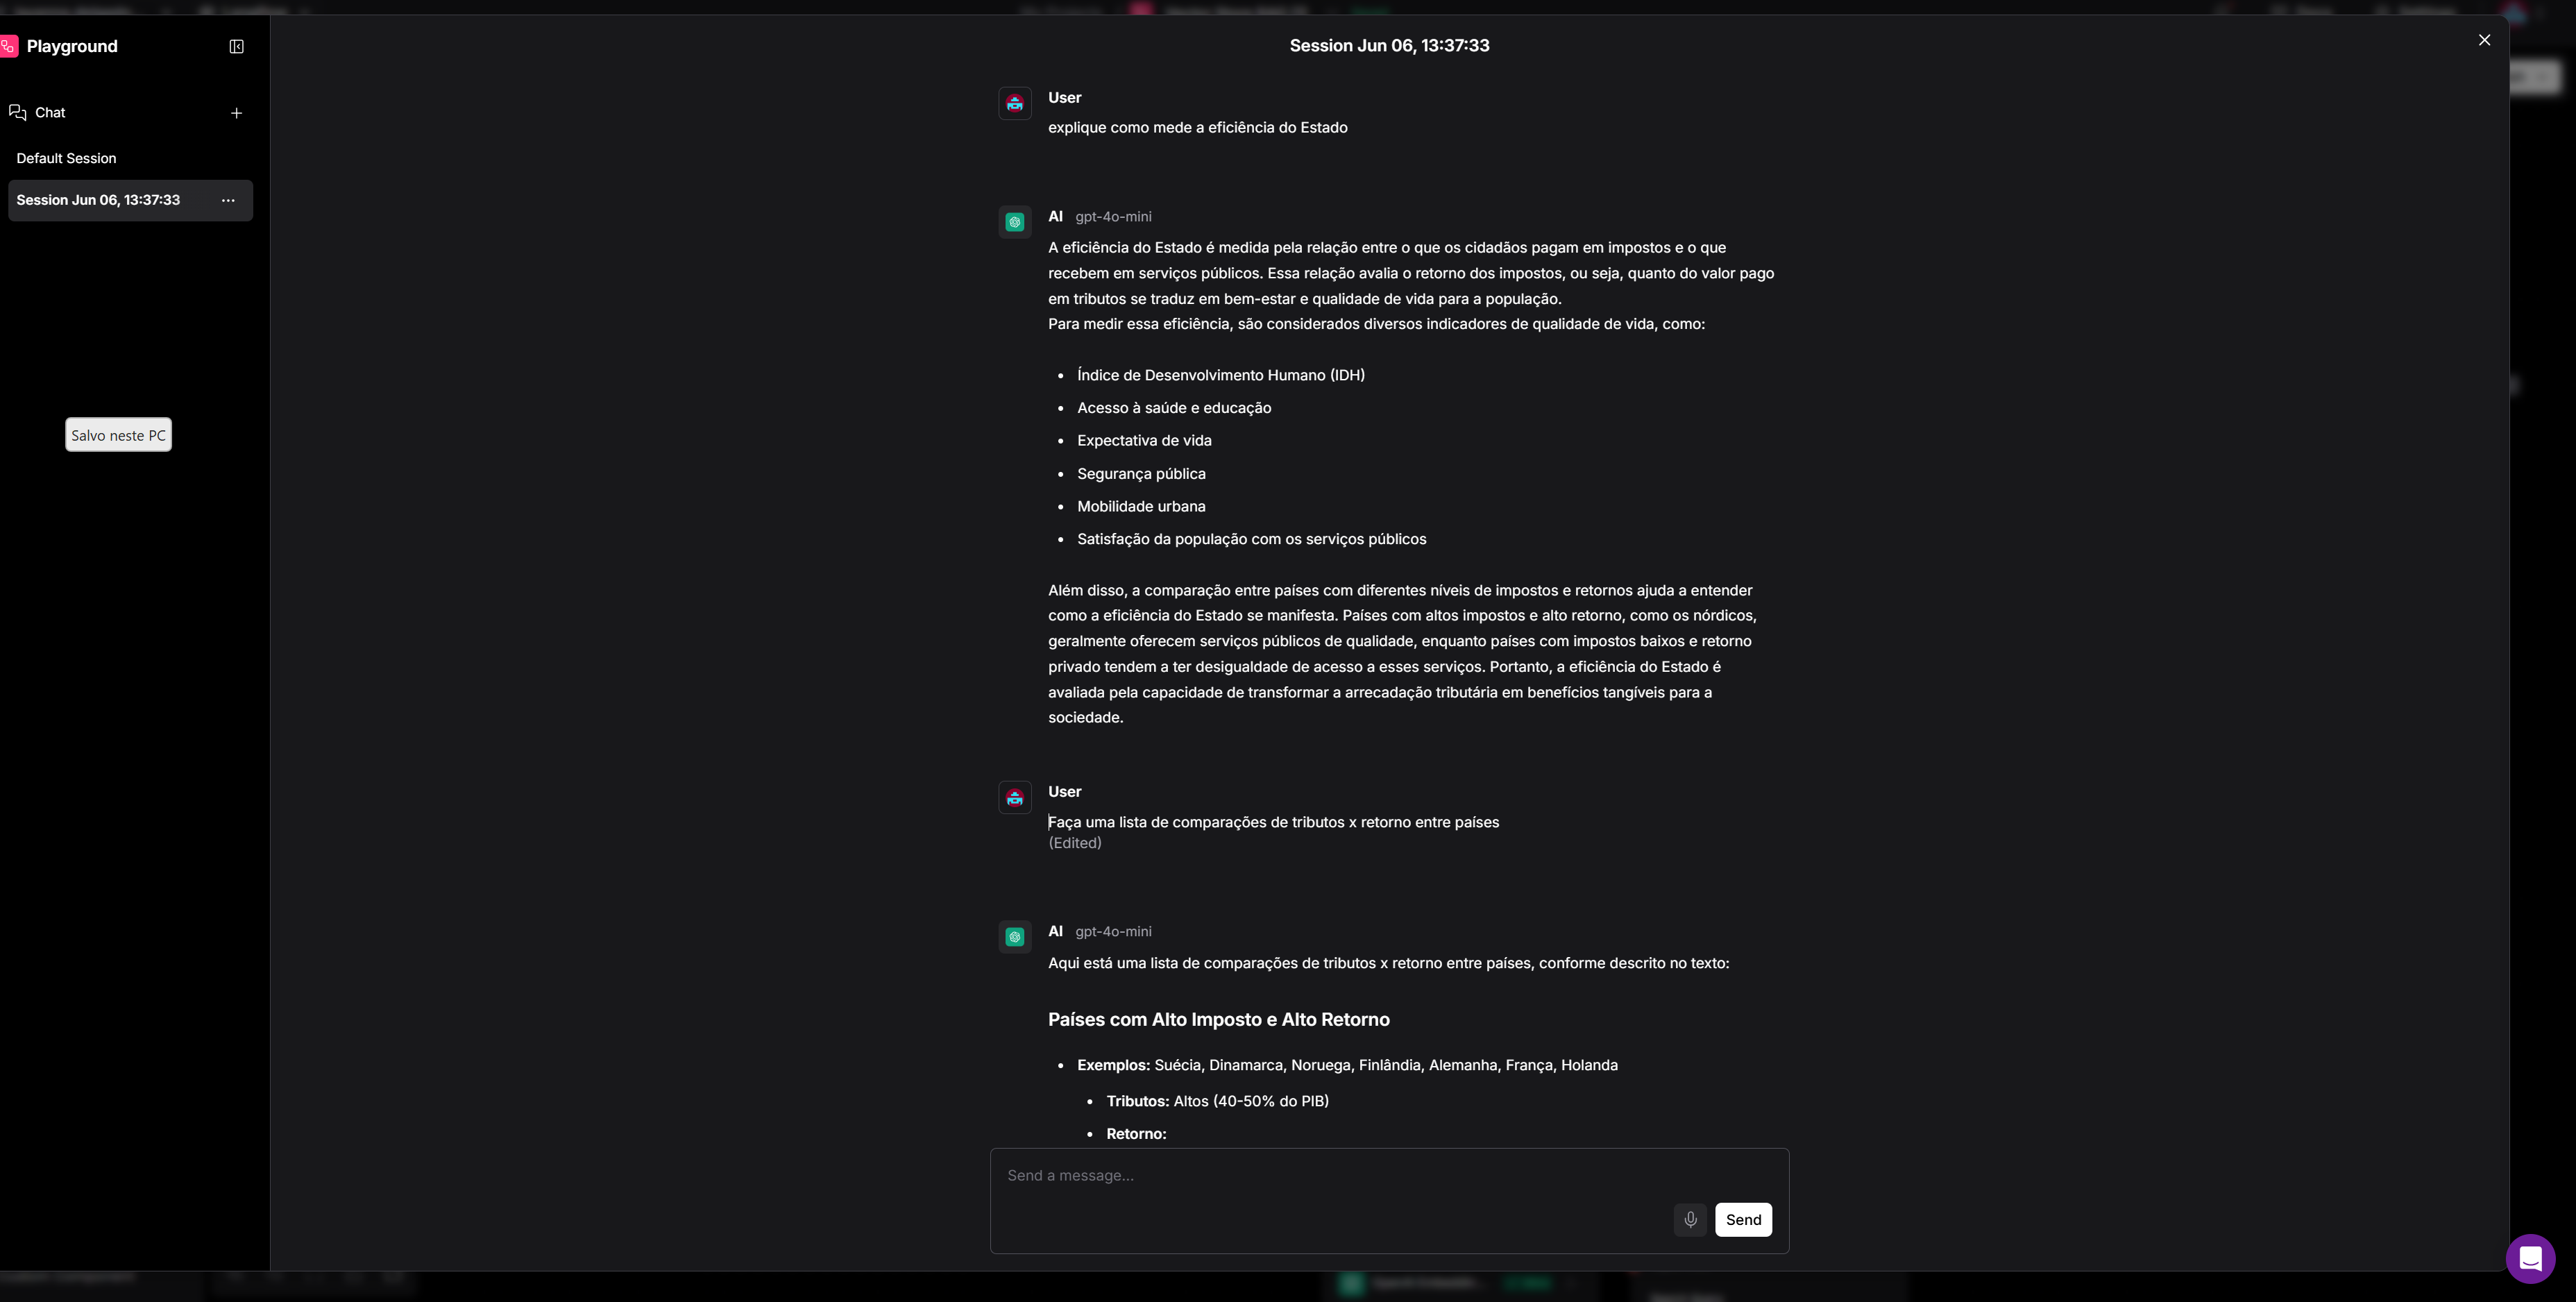 Playground
Chat
Default Session
Session Jun 06, 13:37:33
Salvo neste PC
Session Jun 06, 13:37:33
User
explique como mede a eficiência do Estado
AI gpt-4o-mini
A eficiência do Estado é medida pela relação entre o que os cidadãos pagam em impostos e o que
recebem em serviços públicos. Essa relação avalia o retorno dos impostos, ou seja, quanto do valor pago
em tributos se traduz em bem-estar e qualidade de vida para a população.
Para medir essa eficiência, são considerados diversos indicadores de qualidade de vida, como:
• Índice de Desenvolvimento Humano (IDH)
• Acesso à saúde e educação
• Expectativa de vida
• Segurança pública
• Mobilidade urbana
• Satisfação da população com os serviços públicos
Além disso, a comparação entre países com diferentes níveis de impostos e retornos ajuda a entender
como a eficiência do Estado se manifesta. Países com altos impostos e alto retorno, como os nórdicos,
geralmente oferecem serviços públicos de qualidade, enquanto países com impostos baixos e retorno
privado tendem a ter desigualdade de acesso a esses serviços. Portanto, a eficiência do Estado é
avaliada pela capacidade de transformar a arrecadação tributária em benefícios tangíveis para a
sociedade.
User
Faça uma lista de comparações de tributos x retorno entre países
(Edited)
AI gpt-4o-mini
Aqui está uma lista de comparações de tributos x retorno entre países, conforme descrito no texto:
Países com Alto Imposto e Alto Retorno
• Exemplos: Suécia, Dinamarca, Noruega, Finlândia, Alemanha, França, Holanda
• Tributos: Altos (40-50% do PIB)
• Retorno:
Send a message...
Send